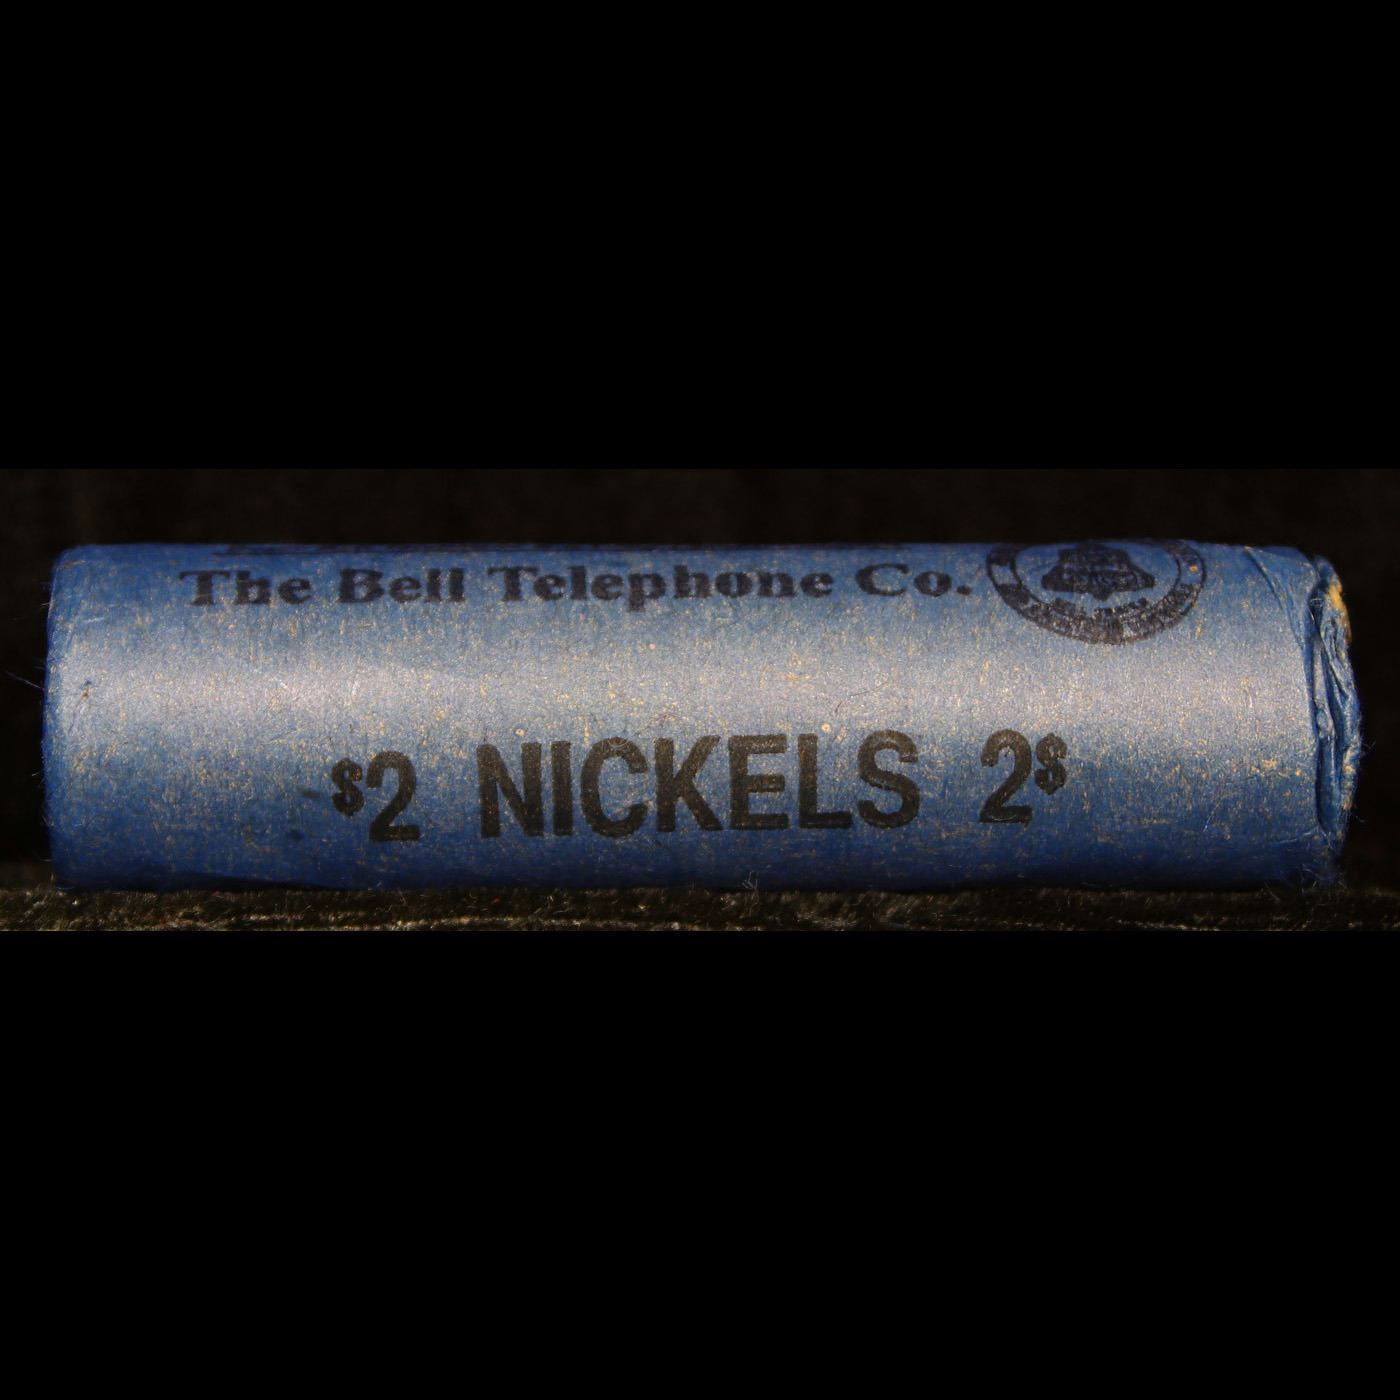 The Bell Telephone Co.
$2 NICKELS 2$